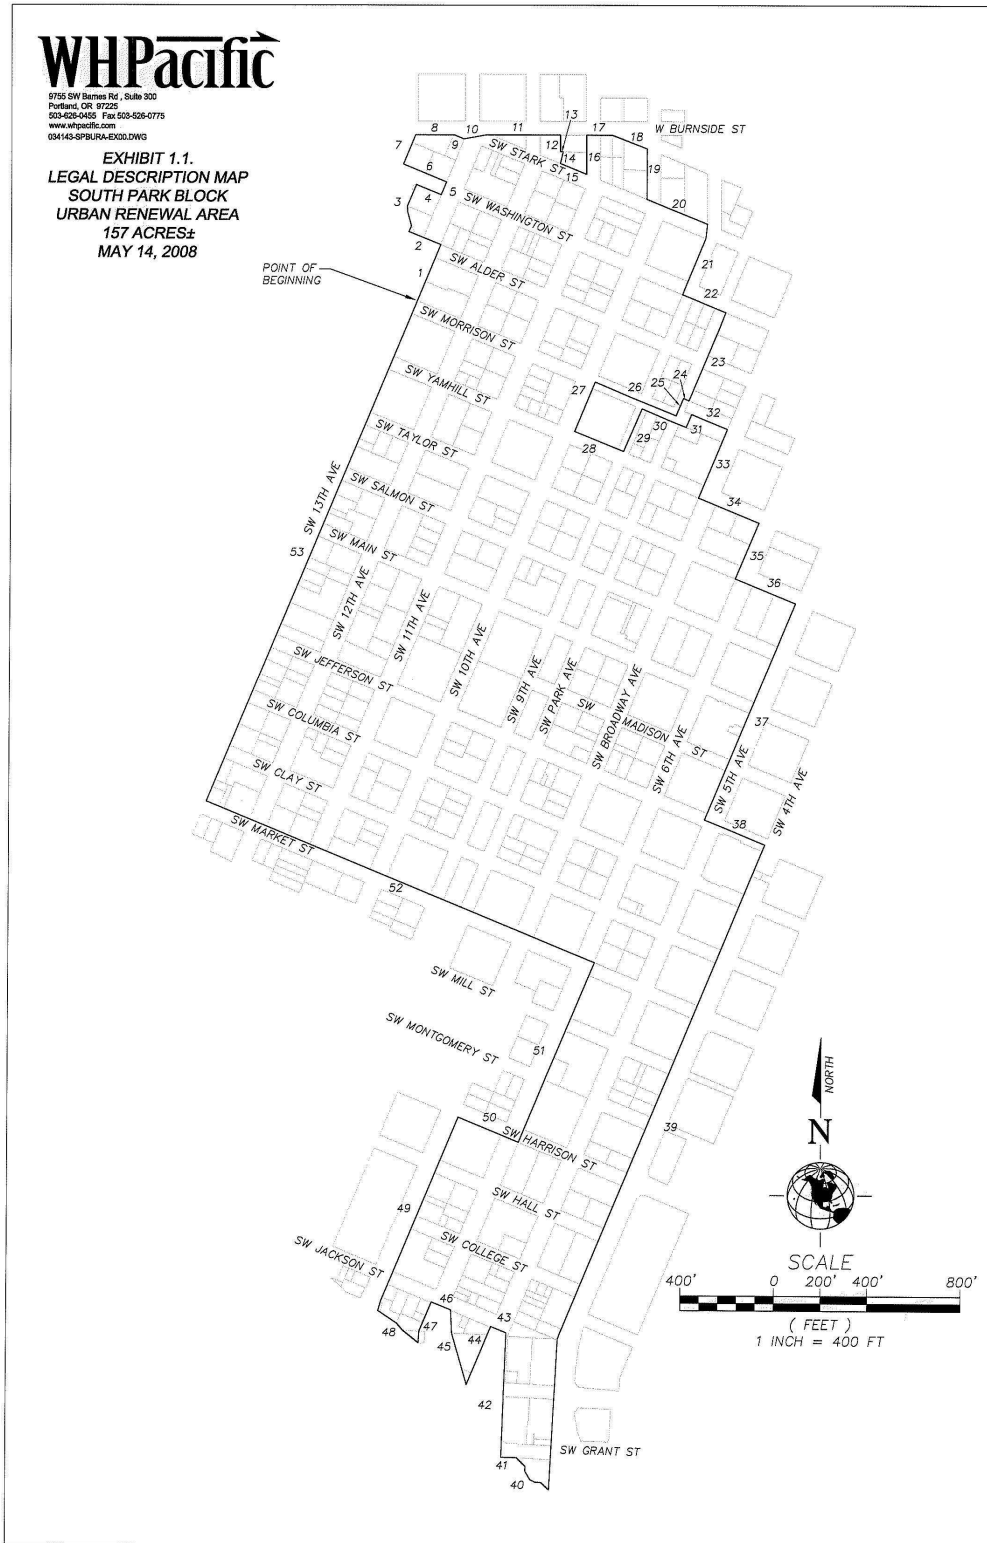 WHPacific
9755 SW Barnes Rd., Suite 300
Portland, OR 97225
503-626-0455 Fax 503-526-0775
www.whpacific.com
034143-SPBURA-EX00.DWG
EXHIBIT 1.1.
LEGAL DESCRIPTION MAP
SOUTH PARK BLOCK
URBAN RENEWAL AREA
157 ACRES±
MAY 14, 2008
13
8
10
11
12
17
18
W BURNSIDE ST
7
9
SW STARK ST
14
16
6
15
19
5
4
3
SW WASHINGTON ST
20
2
1
SW ALDER ST
21
POINT OF
BEGINNING
22
SW MORRISON ST
23
24
SW YAMHILL ST
27
26
25
32
SW TAYLOR ST
28
29
30
31
33
SW SALMON ST
34
SW 13TH AVE
SW MAIN ST
35
53
36
SW 12TH AVE
SW 11TH AVE
SW JEFFERSON ST
SW 10TH AVE
SW 9TH AVE
SW PARK AVE
SW BROADWAY AVE
SW MADISON ST
SW 6TH AVE
37
SW COLUMBIA ST
SW 5TH AVE
SW CLAY ST
SW 4TH AVE
38
SW MARKET ST
52
SW MILL ST
SW MONTGOMERY ST
51
NORTH
50
39
N
SW HARRISON ST
SW HALL ST
49
SW COLLEGE ST
SW JACKSON ST
SCALE
400' 0 200' 400' 800'
( FEET )
1 INCH = 400 FT
46
43
48
47
45
44
42
SW GRANT ST
41
40